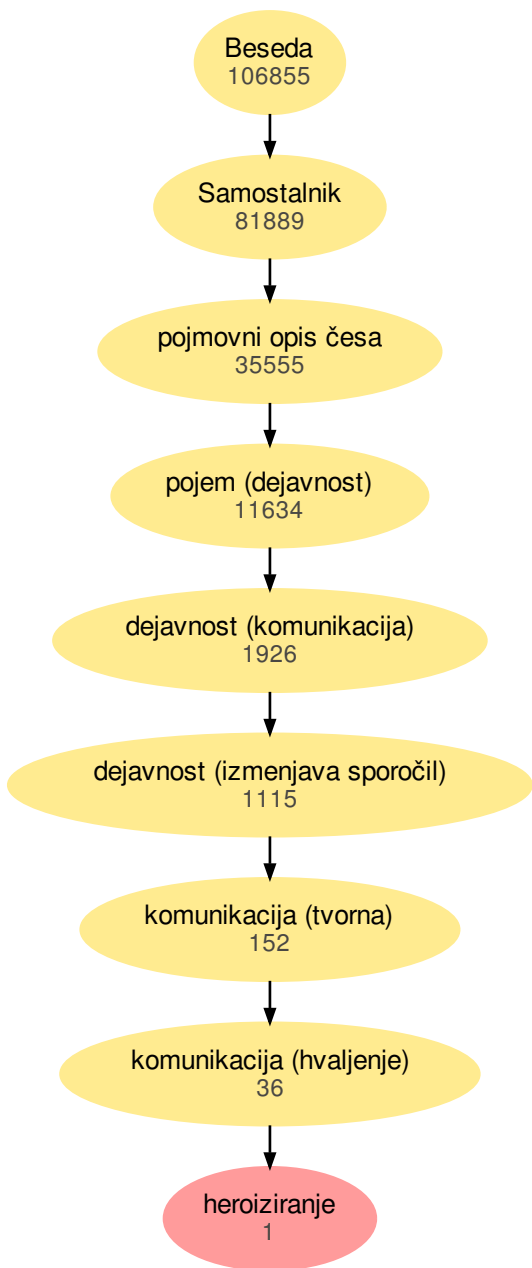 Beseda
106855
Samostalnik
81889
pojmovni opis česa
35555
pojem (dejavnost)
11634
dejavnost (komunikacija)
1926
dejavnost (izmenjava sporočil)
1115
komunikacija (tvorna)
152
komunikacija (hvaljenje)
36
heroiziranje
1